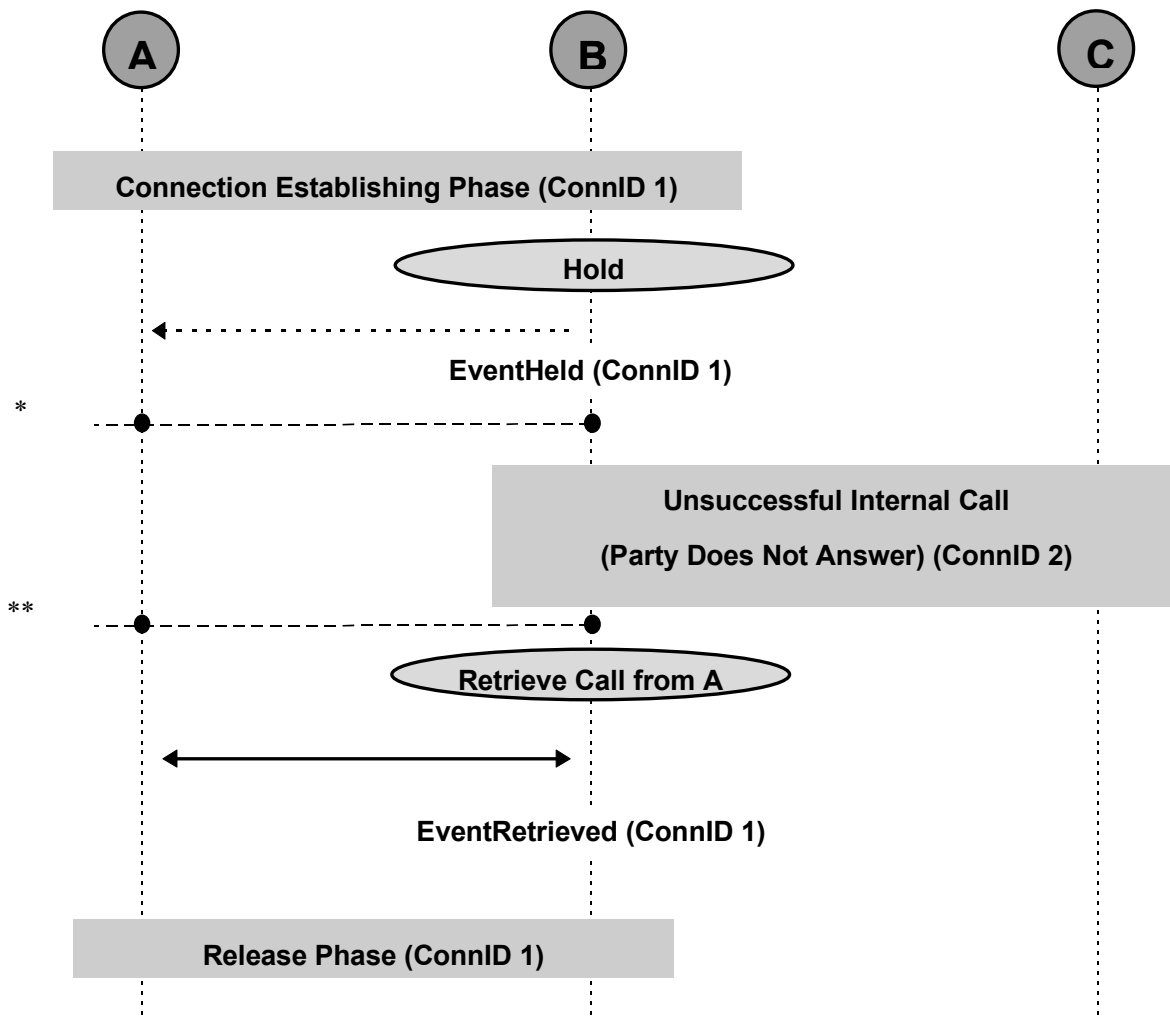 A B C
Connection Establishing Phase (ConnID 1)
Hold
EventHeld (ConnID 1)
*
Unsuccessful Internal Call
(Party Does Not Answer) (ConnID 2)
**
Retrieve Call from A
EventRetrieved (ConnID 1)
Release Phase (ConnID 1)